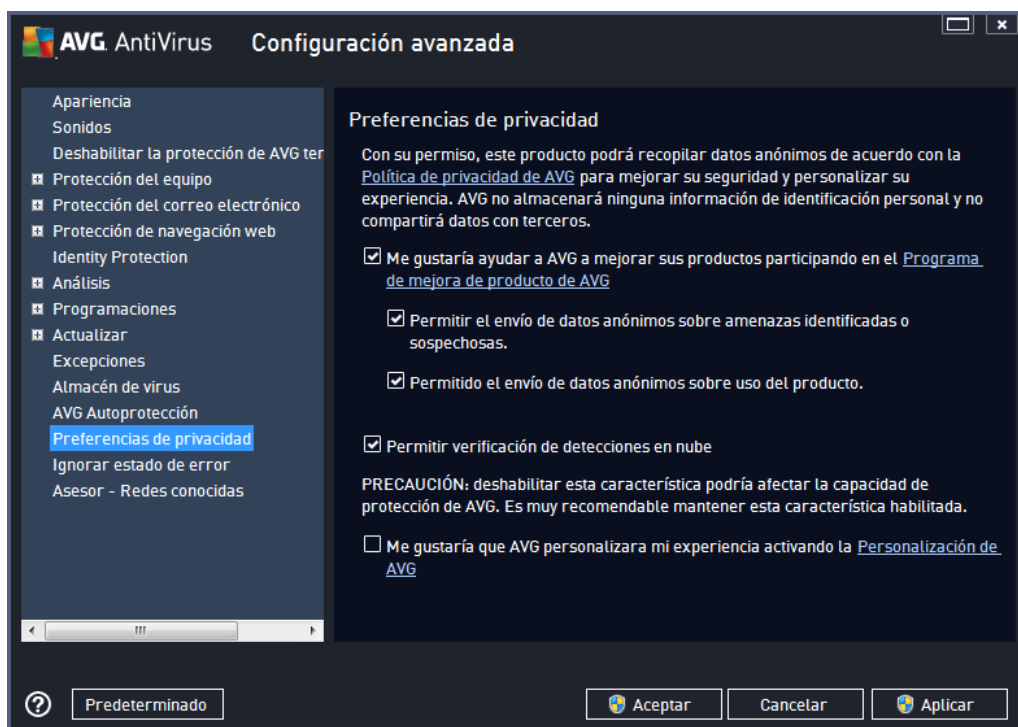 AVG. AntiVirus Configuración avanzada
Apariencia
Sonidos
Deshabilitar la protección de AVG ter
Protección del equipo
Protección del correo electrónico
Protección de navegación web
Identity Protection
Análisis
Programaciones
Actualizar
Excepciones
Almacén de virus
AVG Autoprotección
Preferencias de privacidad
Ignorar estado de error
Asesor - Redes conocidas
Preferencias de privacidad
Con su permiso, este producto podrá recopilar datos anónimos de acuerdo con la
Política de privacidad de AVG para mejorar su seguridad y personalizar su
experiencia. AVG no almacenará ninguna información de identificación personal y no
compartirá datos con terceros.
Me gustaría ayudar a AVG a mejorar sus productos participando en el Programa
de mejora de producto de AVG
Permitir el envío de datos anónimos sobre amenazas identificadas o
sospechosas.
Permitido el envío de datos anónimos sobre uso del producto.
Permitir verificación de detecciones en nube
PRECAUCIÓN: deshabilitar esta característica podría afectar la capacidad de
protección de AVG. Es muy recomendable mantener esta característica habilitada.
Me gustaría que AVG personalizara mi experiencia activando la Personalización de
AVG
? Predeterminado Aceptar Cancelar Aplicar